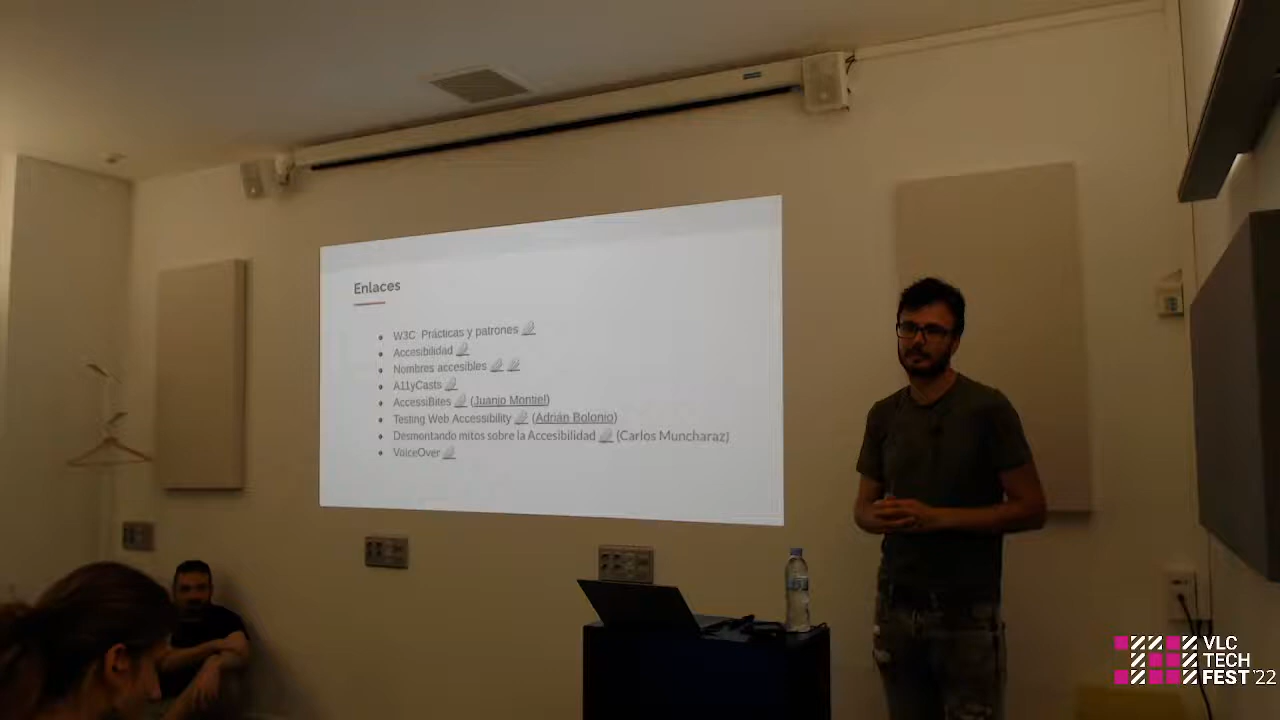 Enlaces
W3C Prácticas y patrones
Accesibilidad
Nombres accesibles
A11yCasts
AccessiBites (Juanjo Montiel)
Testing Web Accessibility (Adrián Bolonio)
Desmontando mitos sobre la Accesibilidad (Carlos Muncharaz)
VoiceOver
VLC
TECH
FEST'22